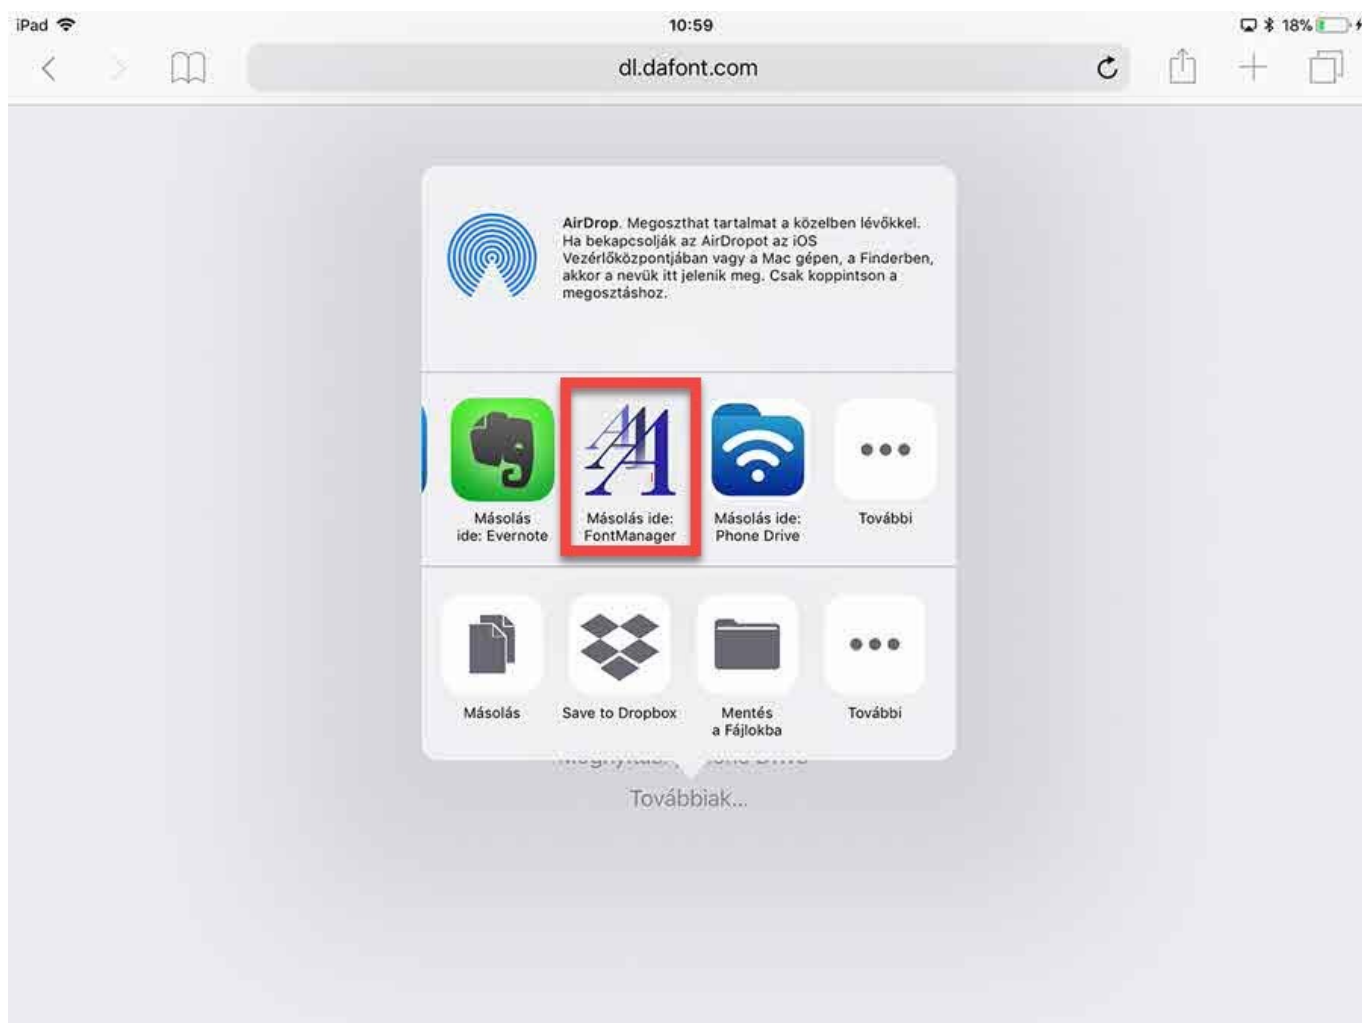 iPad
10:59
18%
dl.dafont.com
AirDrop. Megoszthat tartalmat a közelben lévőkkel.
Ha bekapcsolják az AirDropot az iOS
Vezérlőközpontjában vagy a Mac gépen, a Finderben,
akkor a nevük itt jelenik meg. Csak koppintson a
megosztáshoz.
Másolás
ide: Evernote
Másolás ide:
FontManager
Másolás ide:
Phone Drive
További
Másolás
Save to Dropbox
Mentés
a Fájlokba
További
Továbbiak...